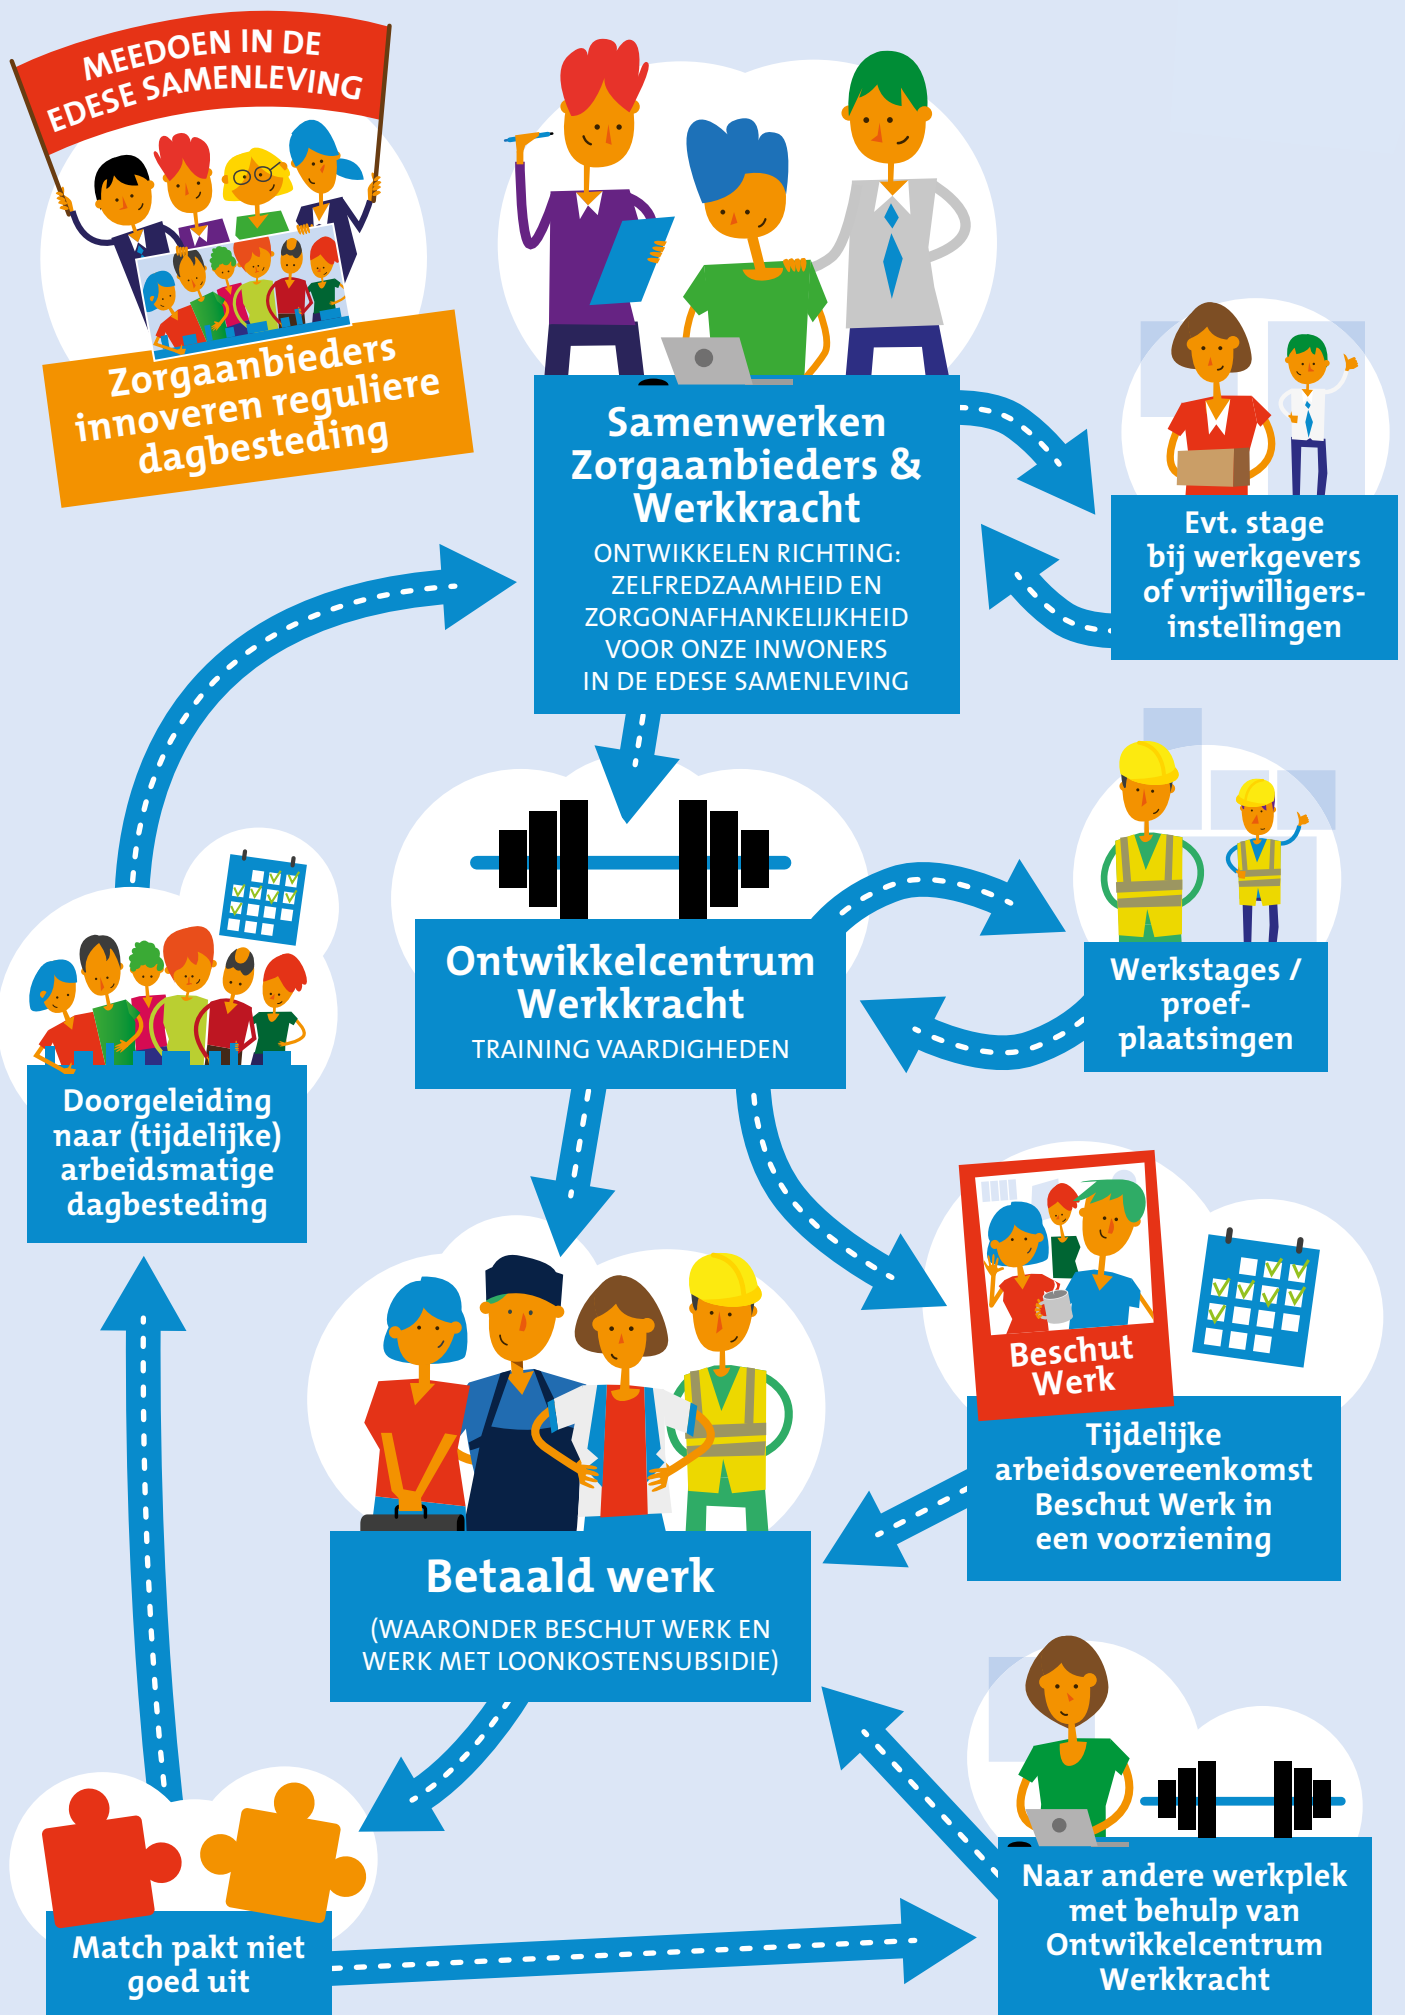 MEEDOEN IN DE
EDESE SAMENLEVING
Zorgaanbieders
innoveren reguliere
dagbesteding
Samenwerken
Zorgaanbieders &
Werkkracht
ONTWIKKELEN RICHTING:
ZELFREDZAAMHEID EN
ZORGONAFHANKELIJKHEID
VOOR ONZE INWONERS
IN DE EDESE SAMENLEVING
Evt. stage
bij werkgevers
of vrijwilligers-
instellingen
Ontwikkelcentrum
Werkkracht
TRAINING VAARDIGHEDEN
Werkstages /
proef-
plaatsingen
Doorgeleiding
naar (tijdelijke)
arbeidsmatige
dagbesteding
Beschut
Werk
Tijdelijke
arbeidsovereenkomst
Beschut Werk in
een voorziening
Betaald werk
(WAARONDER BESCHUT WERK EN
WERK MET LOONKOSTENSUBSIDIE)
Match pakt niet
goed uit
Naar andere werkplek
met behulp van
Ontwikkelcentrum
Werkkracht